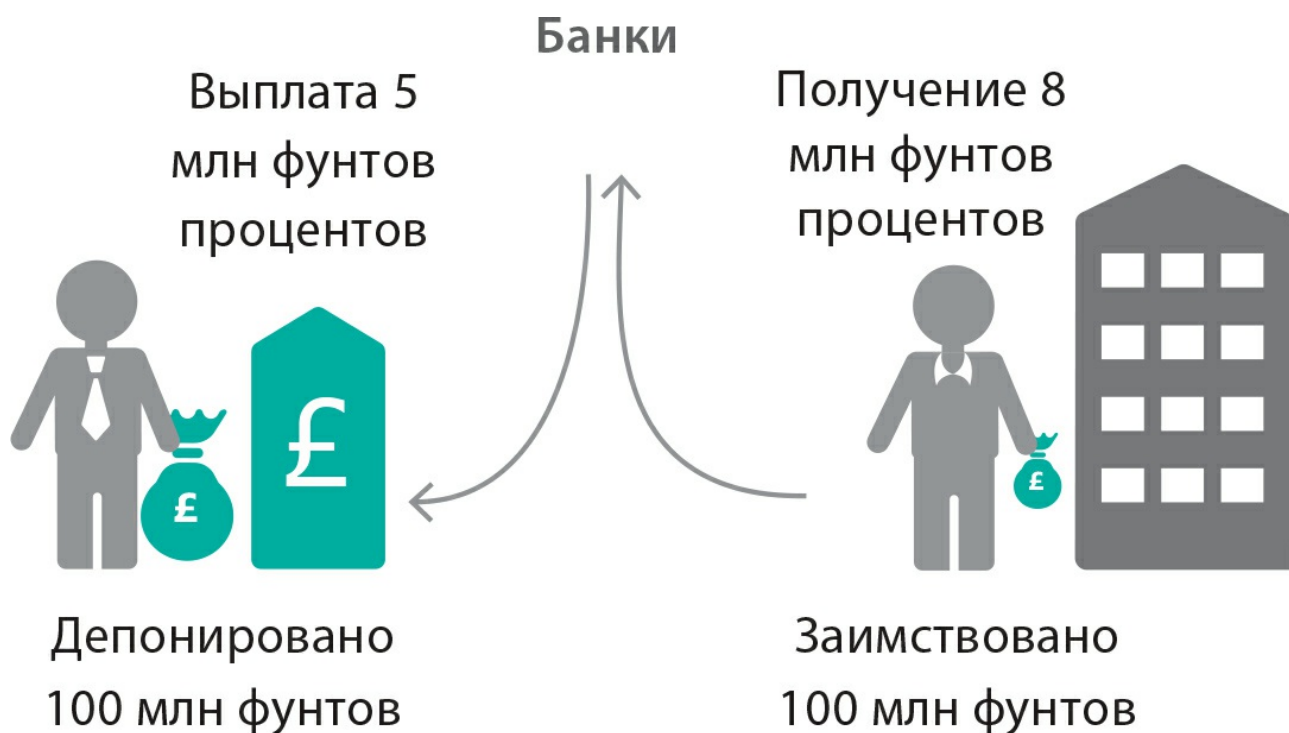 Банки
Выплата 5
млн фунтов
процентов
Получение 8
млн фунтов
процентов
£
£
£
Депонировано
100 млн фунтов
Заимствовано
100 млн фунтов